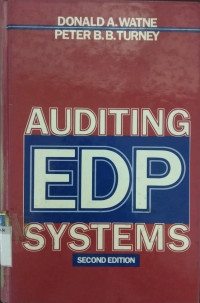 DONALD A. WATNE
PETER B.B. TURNEY
AUDITING
EDP
SYSTEMS
SECOND EDITION